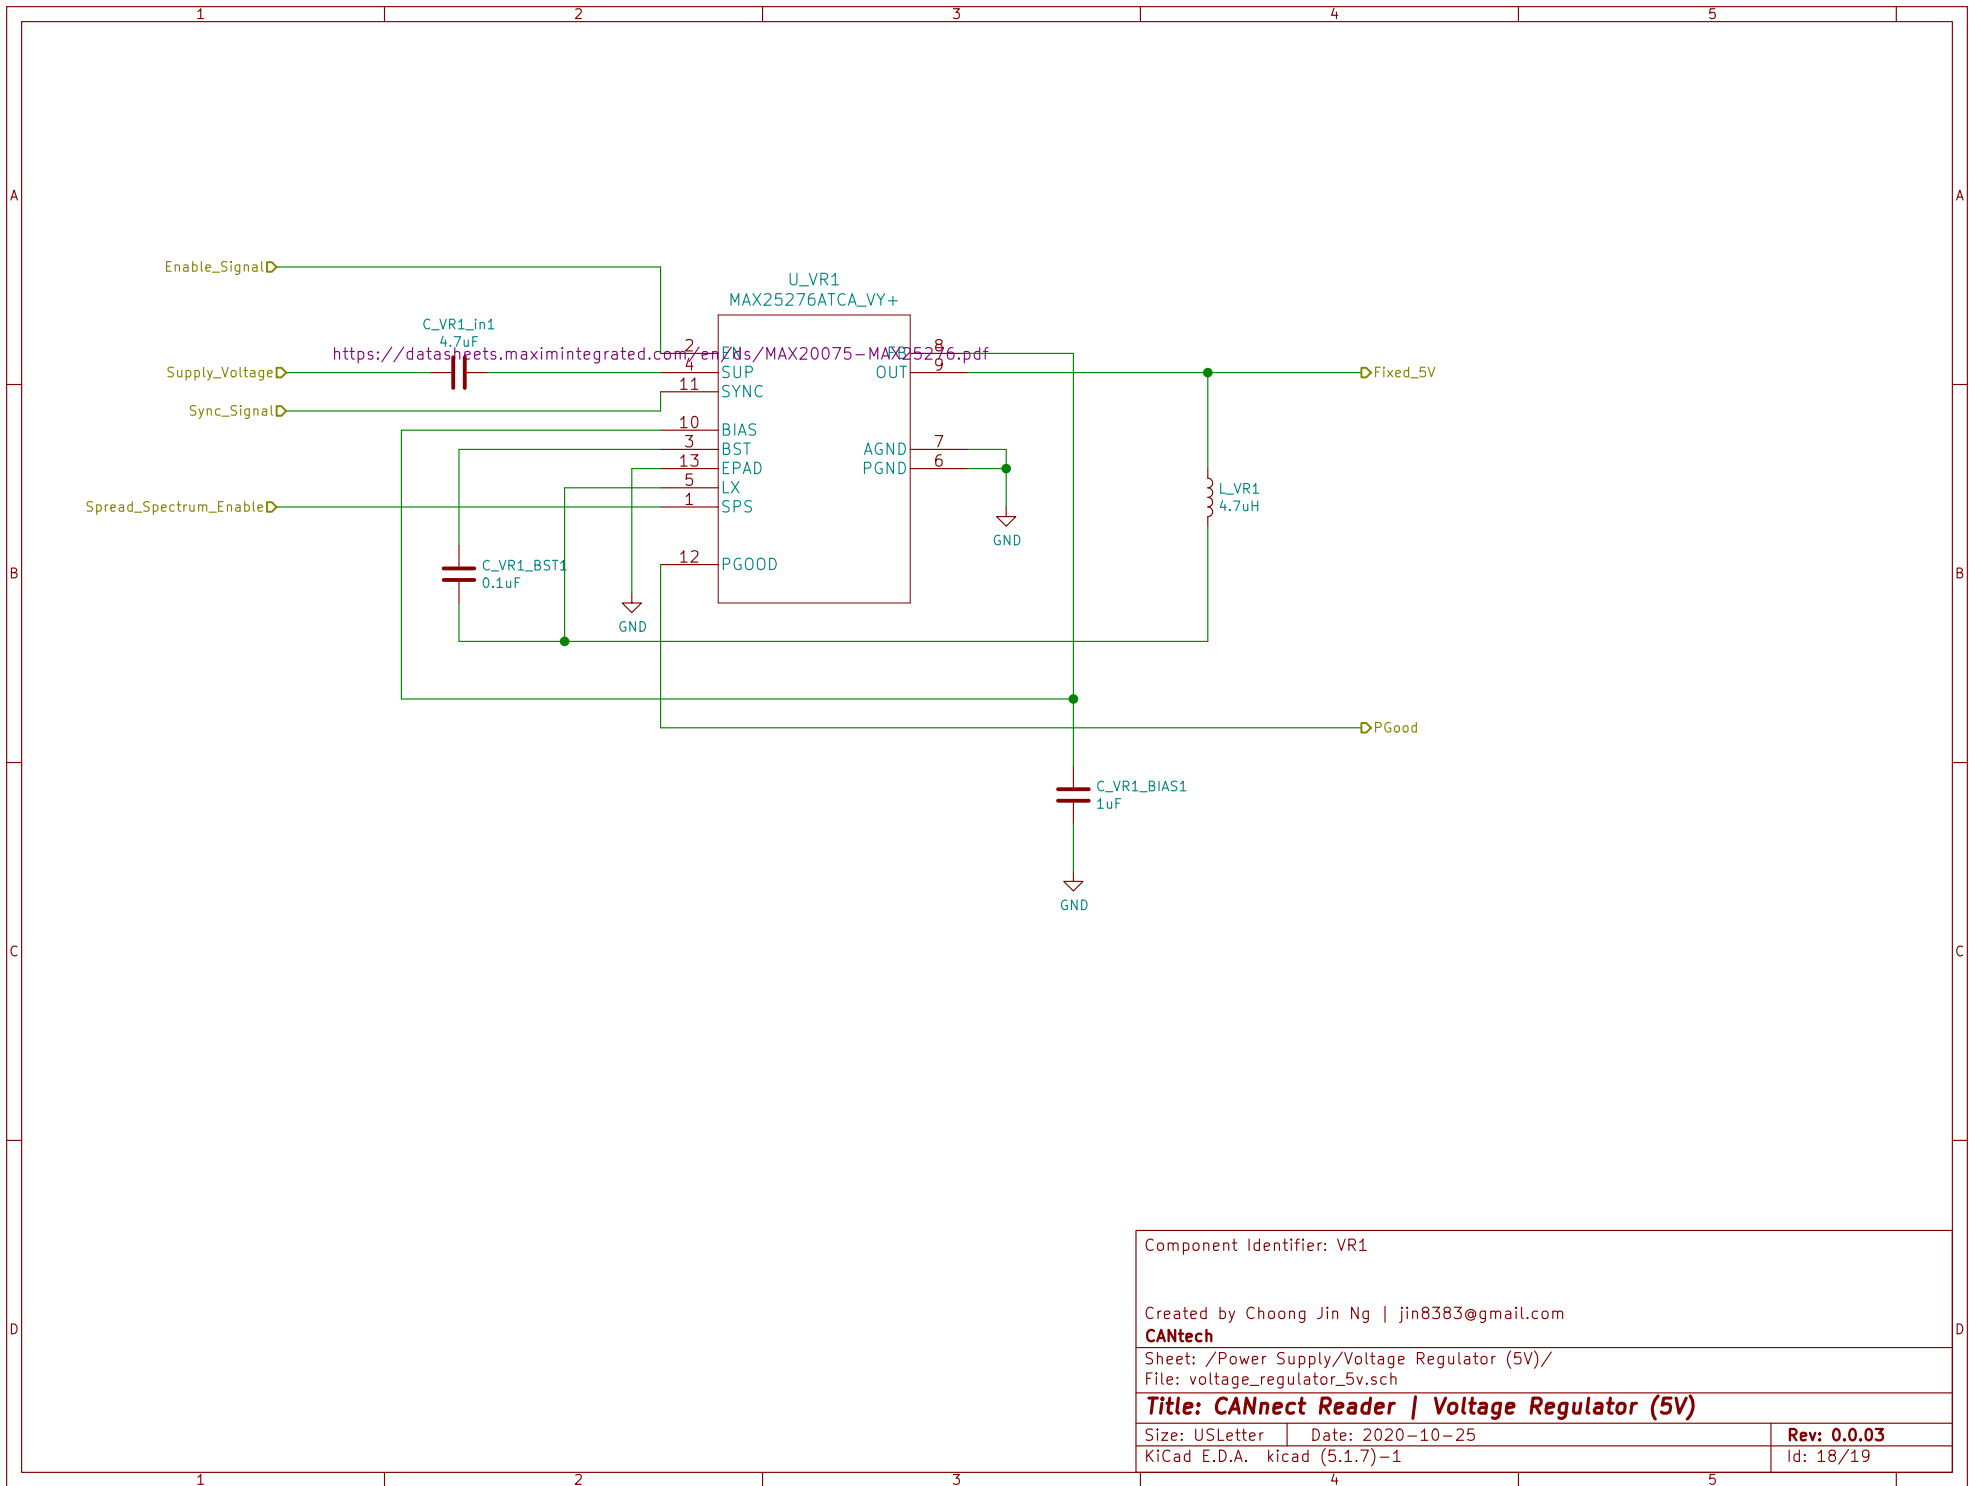 1 2 3 4 5
A A
Enable_Signal
U_VR1
MAX25276ATCA_VY+
C_VR1_in1
4.7uF
https://datasheets.maximintegrated.com/en/ds/MAX20075-MAX25276.pdf
2 EN 8 FB
Supply_Voltage 4 SUP OUT 9 Fixed_5V
11 SYNC
Sync_Signal
10 BIAS
3 BST AGND 7
13 EPAD PGND 6
5 LX L_VR1
4.7uH
Spread_Spectrum_Enable 1 SPS
GND
12 PGOOD
C_VR1_BST1
0.1uF
B B
GND
PGood
C_VR1_BIAS1
1uF
GND
C C
Component Identifier: VR1
Created by Choong Jin Ng | jin8383@gmail.com
D D
CANtech
Sheet: /Power Supply/Voltage Regulator (5V)/
File: voltage_regulator_5v.sch
Title: CANnect Reader | Voltage Regulator (5V)
Size: USLetter Date: 2020-10-25 Rev: 0.0.03
KiCad E.D.A. kicad (5.1.7)-1 Id: 18/19
1 2 3 4 5